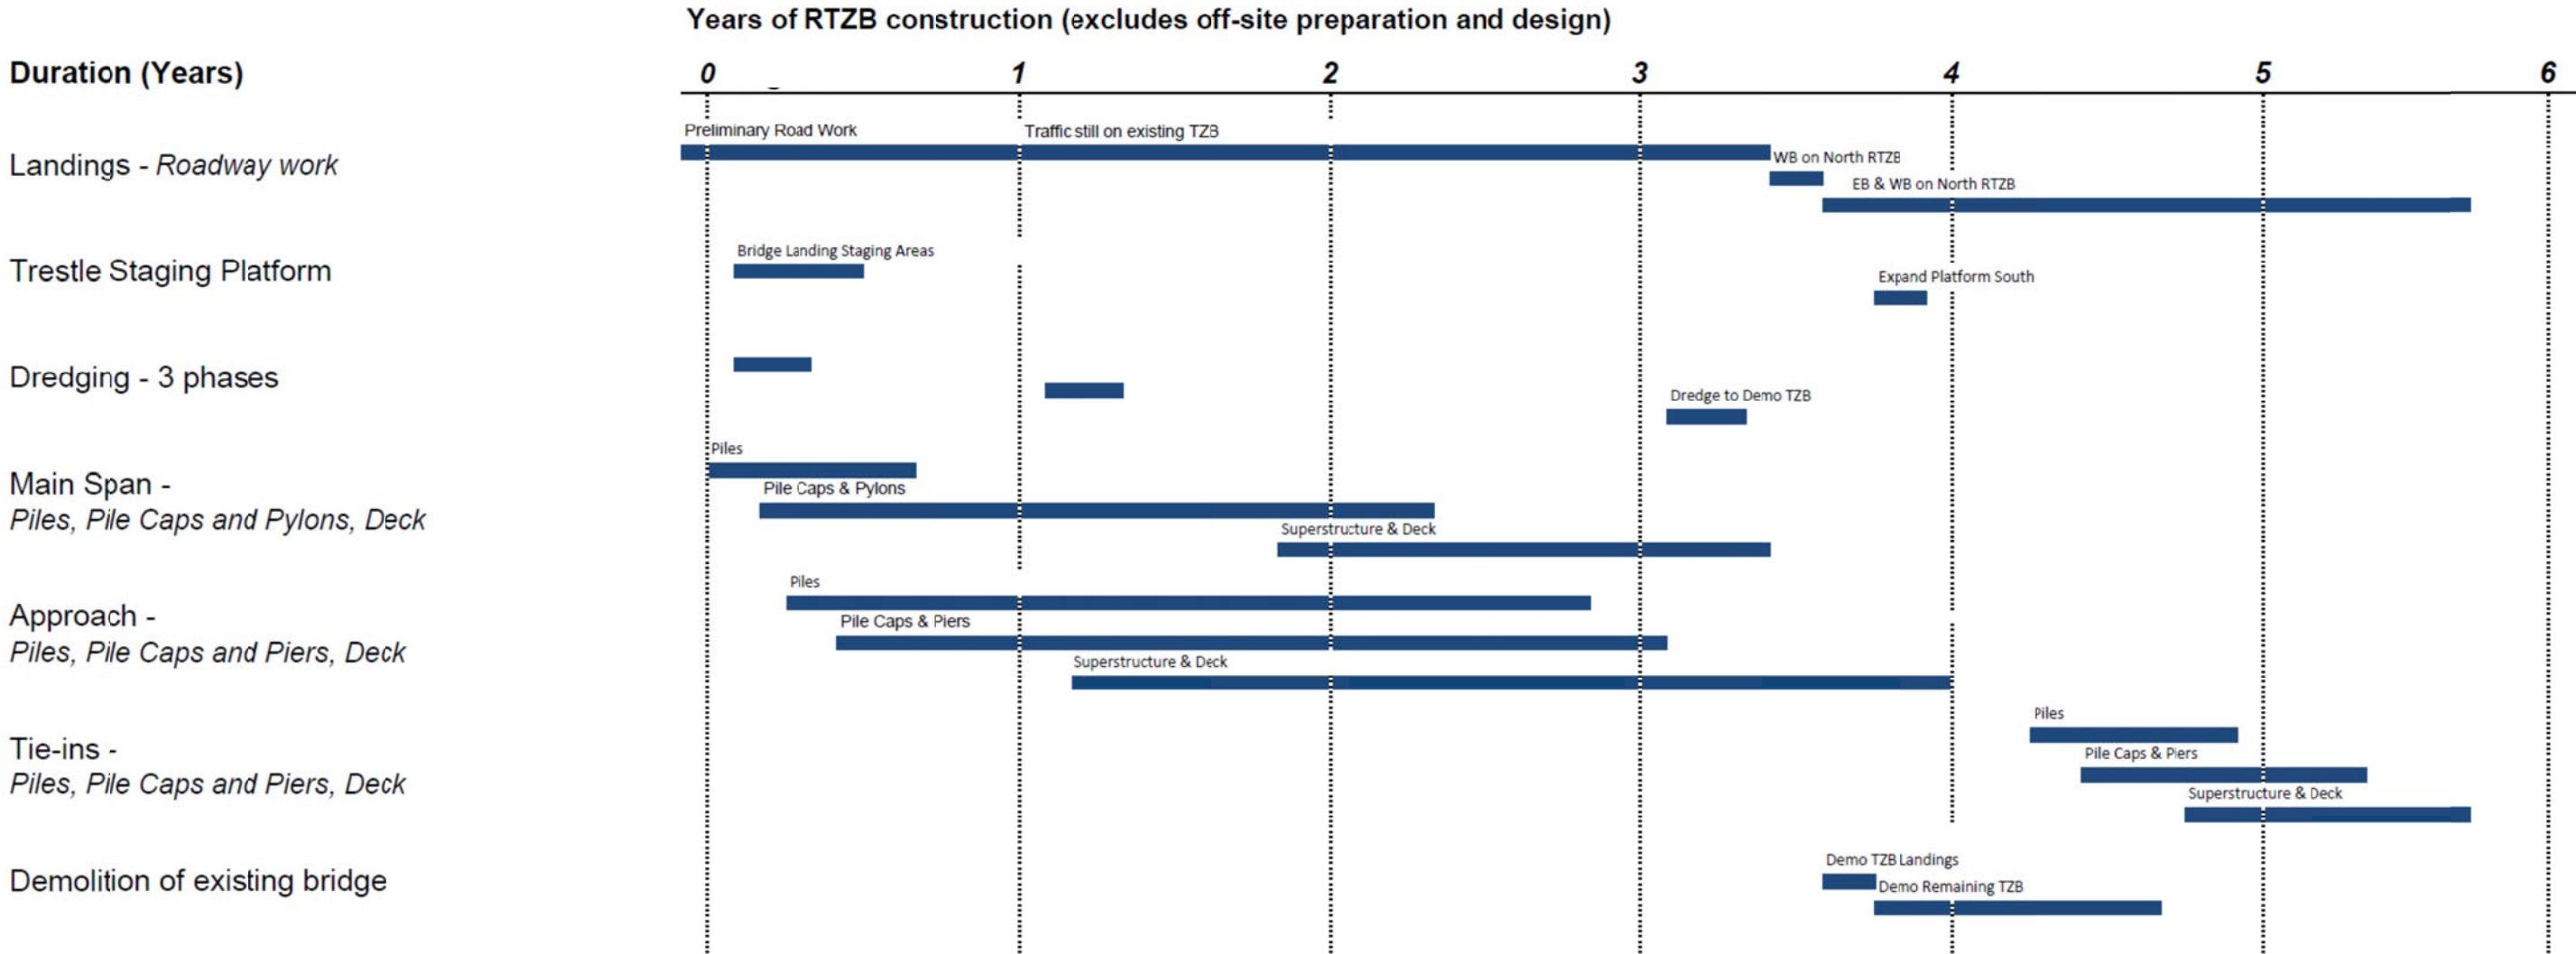 Years of RTZB construction (excludes off-site preparation and design)
Duration (Years) 0 1 2 3 4 5 6
Preliminary Road Work Traffic still on existing TZB
Landings - Roadway work
WB on North RTZB
EB & WB on North RTZB
Bridge Landing Staging Areas
Trestle Staging Platform
Expand Platform South
Dredging - 3 phases
Dredge to Demo TZB
Piles
Main Span -
Pile Caps & Pylons
Piles, Pile Caps and Pylons, Deck
Superstructure & Deck
Piles
Approach -
Pile Caps & Piers
Piles, Pile Caps and Piers, Deck
Superstructure & Deck
Piles
Tie-ins -
Pile Caps & Piers
Piles, Pile Caps and Piers, Deck
Superstructure & Deck
Demo TZB Landings
Demolition of existing bridge
Demo Remaining TZB